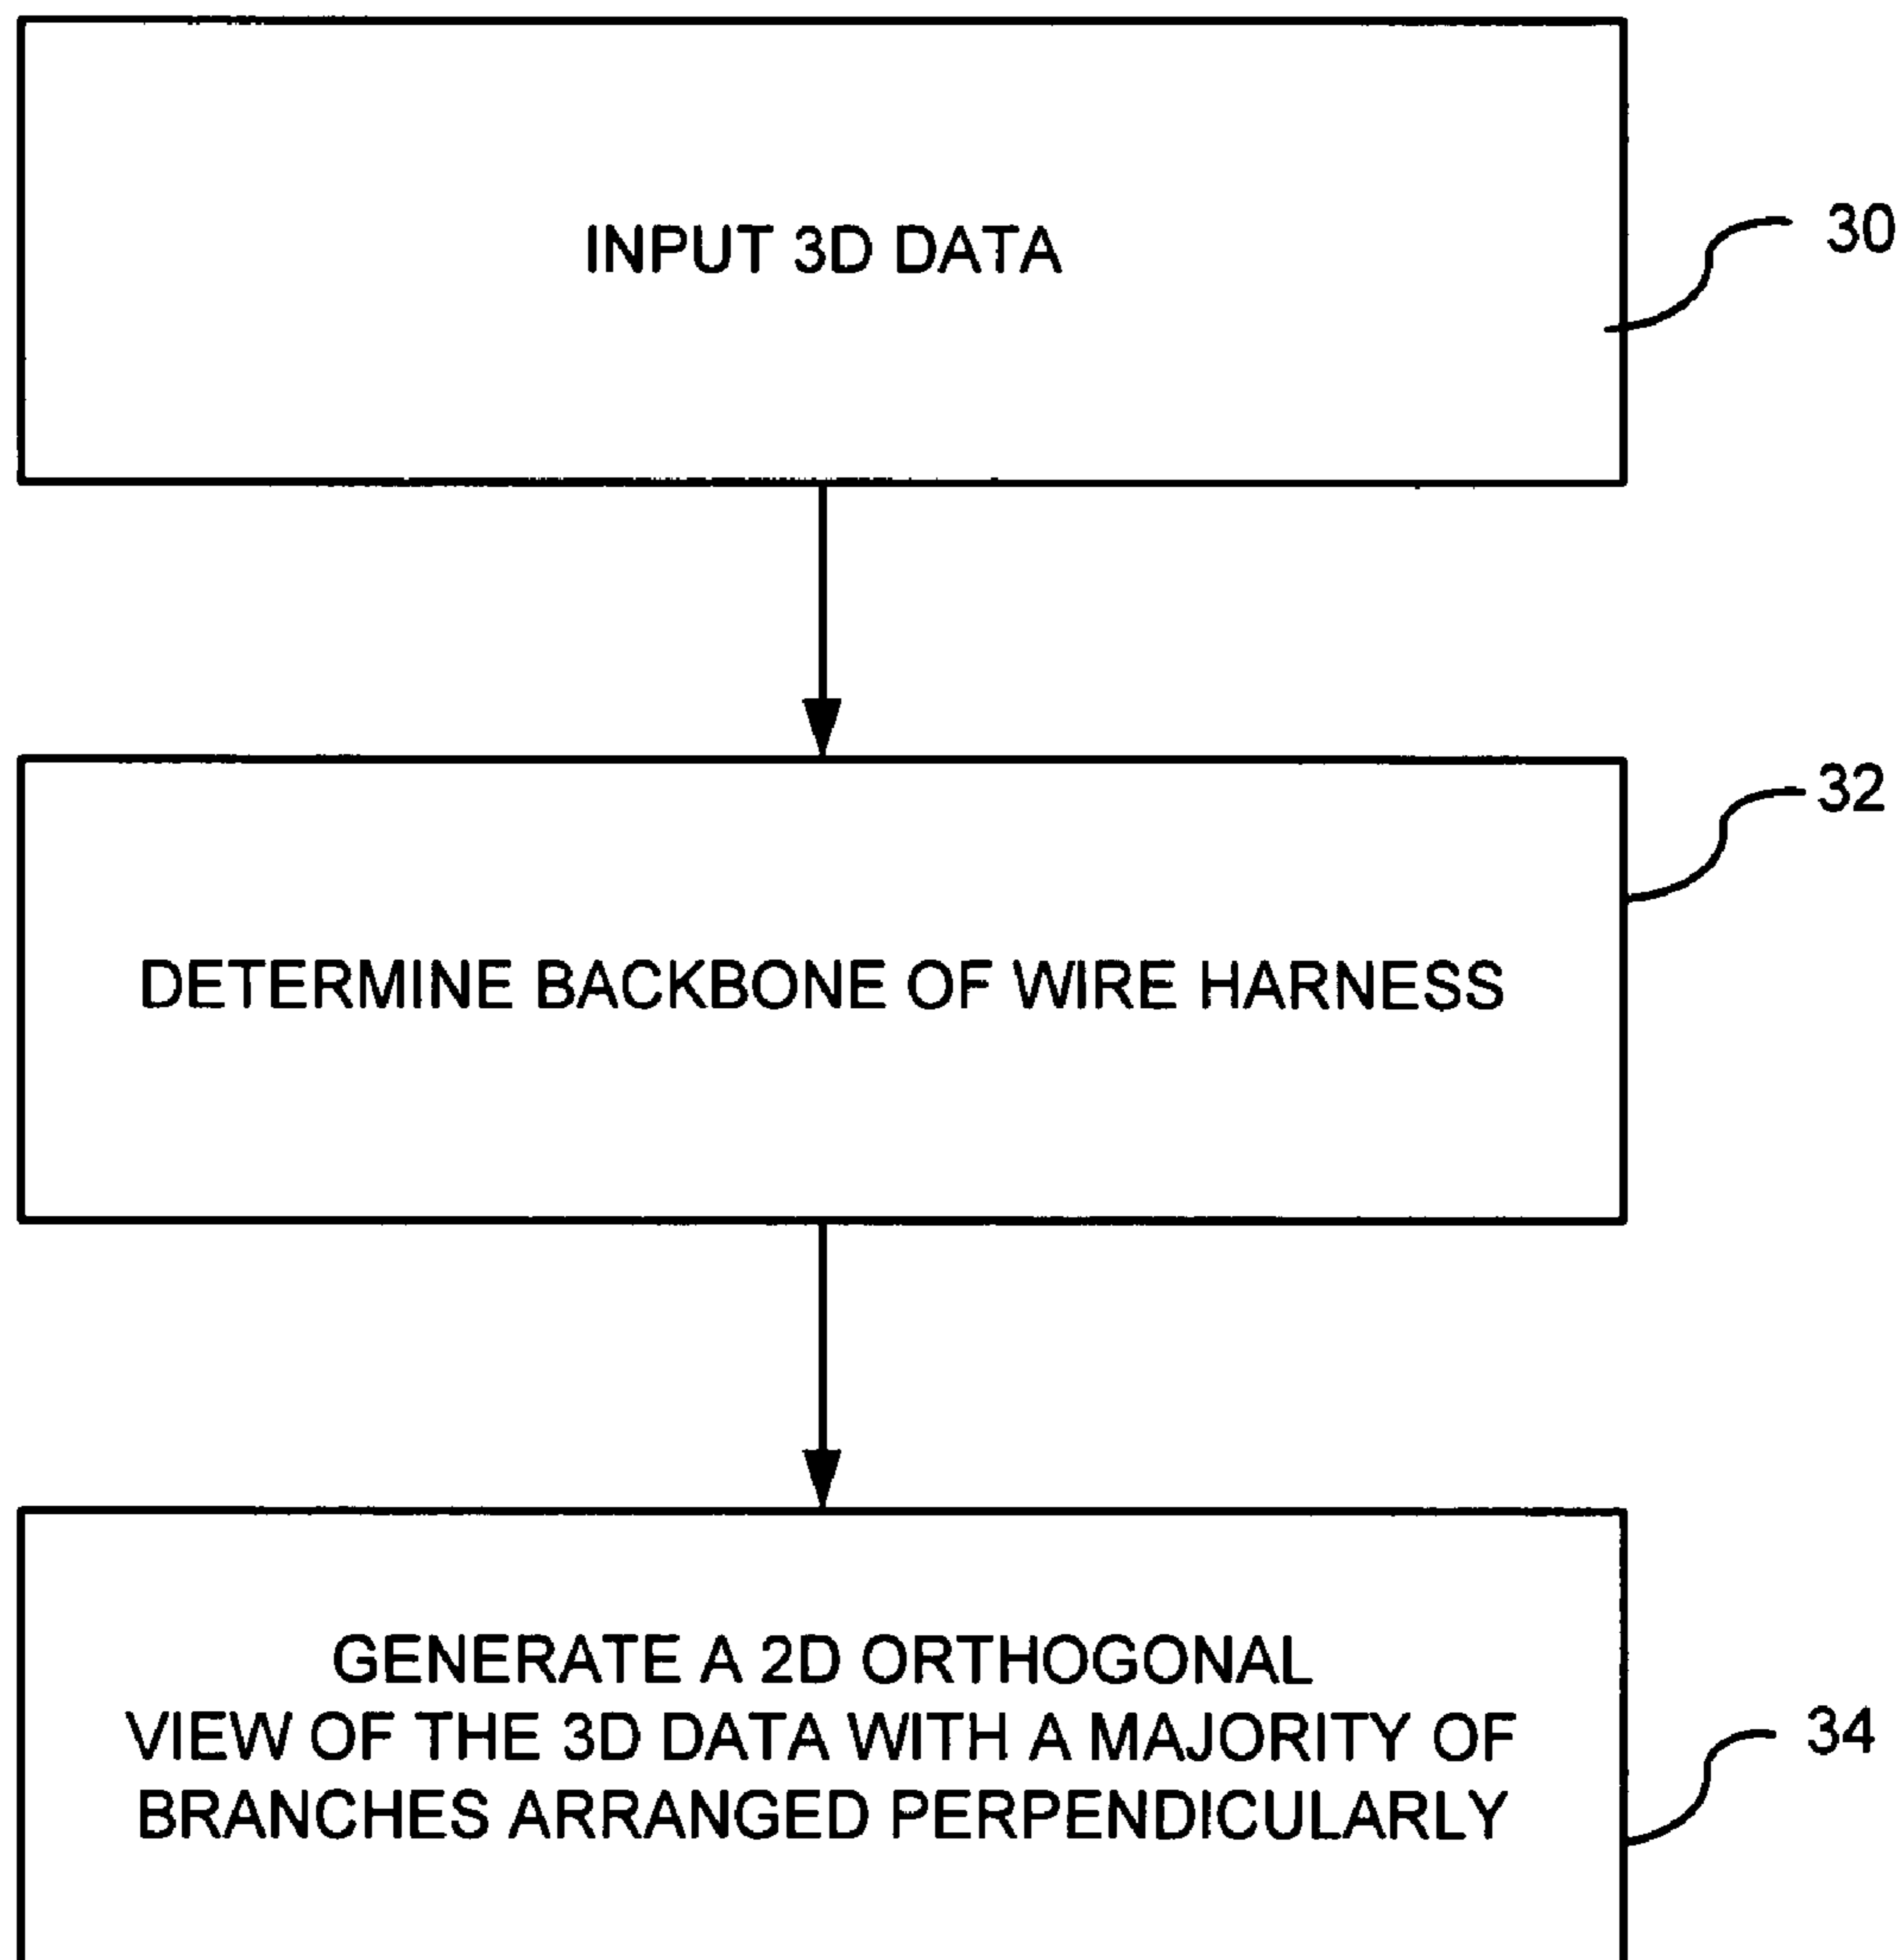 INPUT 3D DATA
30
32
DETERMINE BACKBONE OF WIRE HARNESS
GENERATE A 2D ORTHOGONAL
VIEW OF THE 3D DATA WITH A MAJORITY OF
BRANCHES ARRANGED PERPENDICULARLY
34